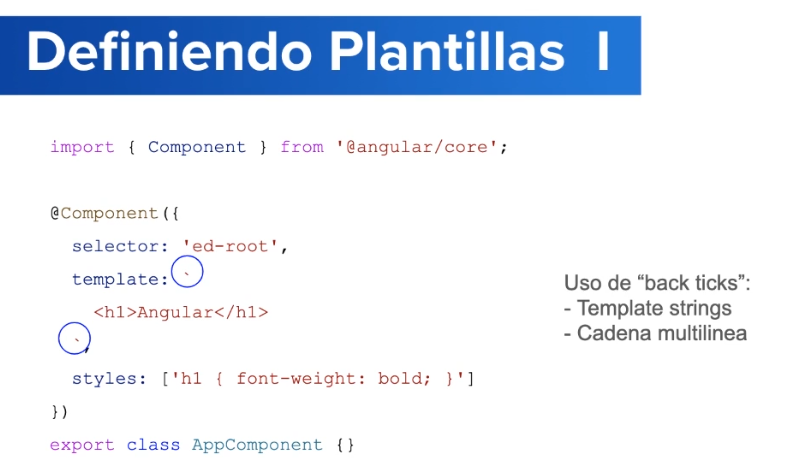 Definiendo Plantillas I
import { Component } from '@angular/core';
@Component({
selector: 'ed-root',
template: `
<h1>Angular</h1>
`,
styles: ['h1 { font-weight: bold; }']
})
export class AppComponent {}
Uso de “back ticks”:
- Template strings
- Cadena multilinea